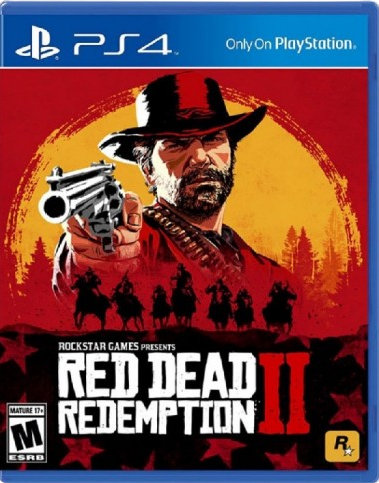 PS4
Only On PlayStation®
ROCKSTAR GAMES PRESENTS
RED DEAD
REDEMPTION II
MATURE 17+
M
ESRB
R★